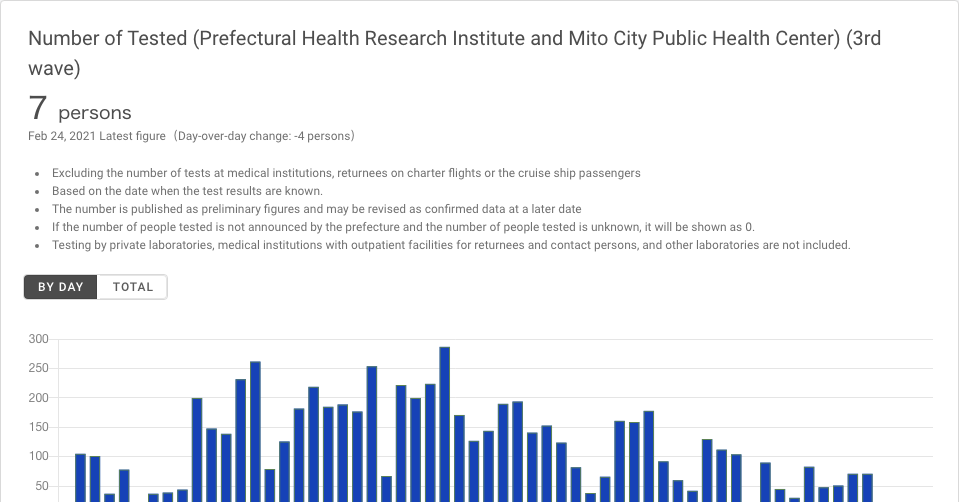 Number of Tested (Prefectural Health Research Institute and Mito City Public Health Center) (3rd
wave)
7 persons
Feb 24, 2021 Latest figure（Day-over-day change: -4 persons）
• Excluding the number of tests at medical institutions, returnees on charter flights or the cruise ship passengers
• Based on the date when the test results are known.
• The number is published as preliminary figures and may be revised as confirmed data at a later date
• If the number of people tested is not announced by the prefecture and the number of people tested is unknown, it will be shown as 0.
• Testing by private laboratories, medical institutions with outpatient facilities for returnees and contact persons, and other laboratories are not included.
BY DAY TOTAL
300
250
200
150
100
50